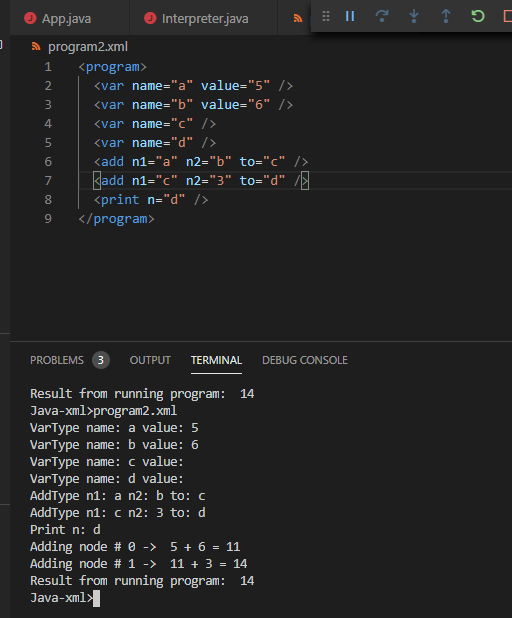 App.java Interpreter.java
program2.xml
1 <program>
2 <var name="a" value="5" />
3 <var name="b" value="6" />
4 <var name="c" />
5 <var name="d" />
6 <add n1="a" n2="b" to="c" />
7 <add n1="c" n2="3" to="d" />
8 <print n="d" />
9 </program>
PROBLEMS 3 OUTPUT TERMINAL DEBUG CONSOLE
Result from running program:  14
Java-xml>program2.xml
VarType name: a value: 5
VarType name: b value: 6
VarType name: c value:
VarType name: d value:
AddType n1: a n2: b to: c
AddType n1: c n2: 3 to: d
Print n: d
Adding node # 0 ->  5 + 6 = 11
Adding node # 1 ->  11 + 3 = 14
Result from running program:  14
Java-xml>